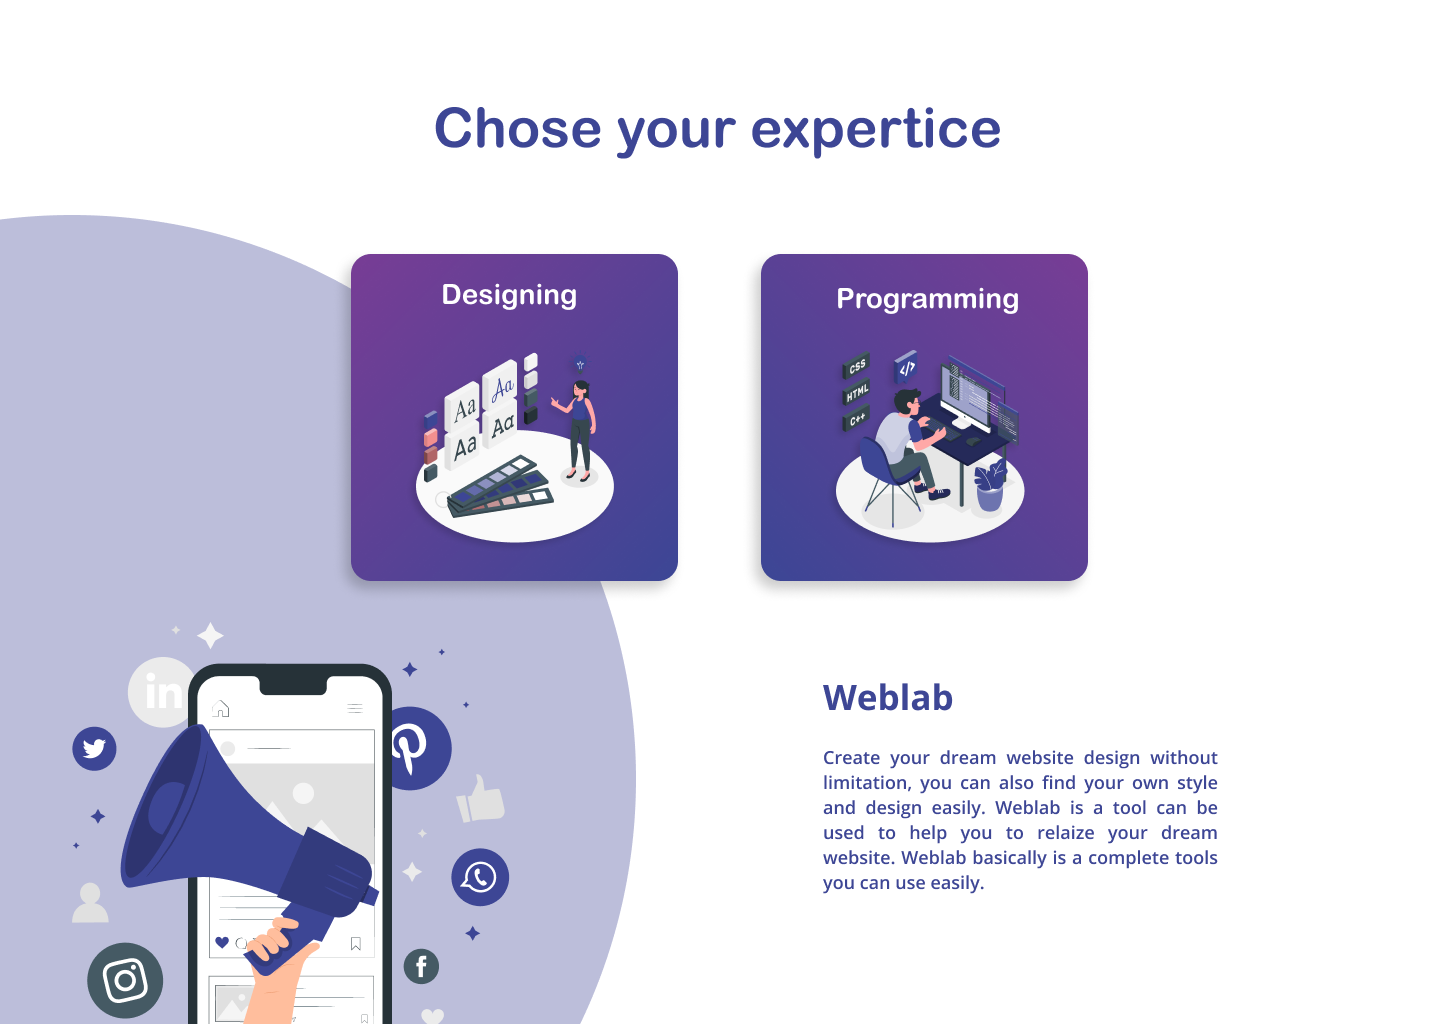 Chose your expertice
Designing
Programming
Aa
Aa
Aa
Aa
CSS
</>
HTML
C++
in
f
Weblab
Create your dream website design without
limitation, you can also find your own style
and design easily. Weblab is a tool can be
used to help you to relaize your dream
website. Weblab basically is a complete tools
you can use easily.